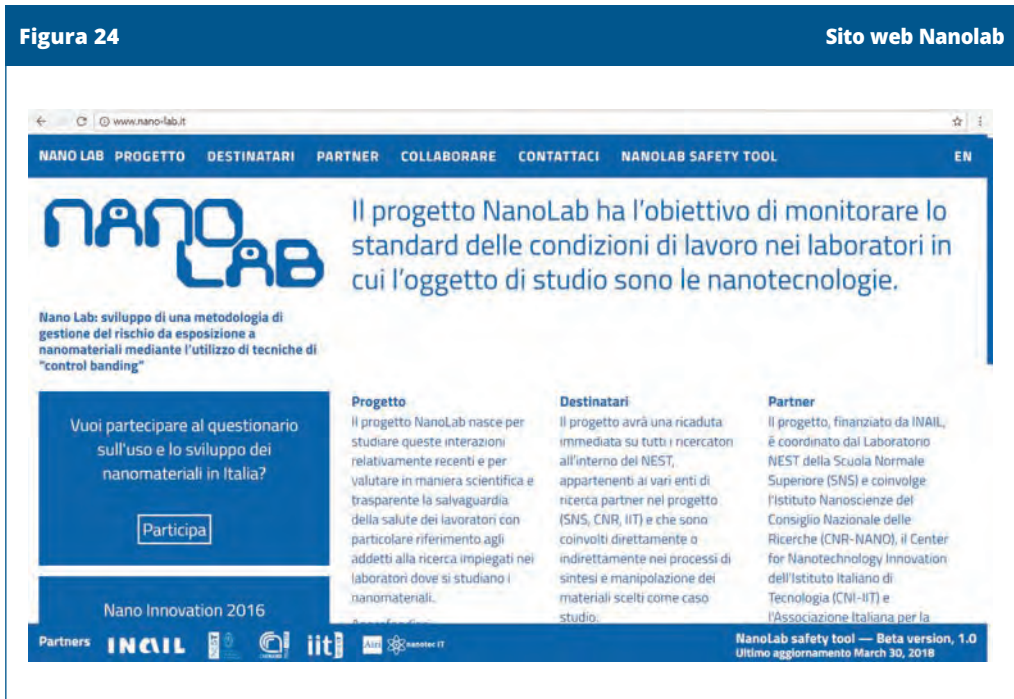 Figura 24
Sito web Nanolab
www.nano-lab.it
NANO LAB PROGETTO DESTINATARI PARTNER COLLABORARE CONTATTACI NANOLAB SAFETY TOOL EN
NANO
LAB
Il progetto NanoLab ha l'obiettivo di monitorare lo
standard delle condizioni di lavoro nei laboratori in
cui l'oggetto di studio sono le nanotecnologie.
Nano Lab: sviluppo di una metodologia di
gestione del rischio da esposizione a
nanomateriali mediante l'utilizzo di tecniche di
"control banding"
Vuoi partecipare al questionario
sull'uso e lo sviluppo dei
nanomateriali in Italia?
Participa
Nano Innovation 2016
Progetto
Il progetto NanoLab nasce per
studiare queste interazioni
relativamente recenti e per
valutare in maniera scientifica e
trasparente la salvaguardia
della salute dei lavoratori con
particolare riferimento agli
addetti alla ricerca impiegati nei
laboratori dove si studiano i
nanomateriali.
Destinatari
Il progetto avrà una ricaduta
immediata su tutti i ricercatori
all'interno del NEST,
appartenenti ai vari enti di
ricerca partner nel progetto
(SNS, CNR, IIT) e che sono
coinvolti direttamente o
indirettamente nei processi di
sintesi e manipolazione dei
materiali scelti come caso
studio.
Partner
Il progetto, finanziato da INAIL,
è coordinato dal Laboratorio
NEST della Scuola Normale
Superiore (SNS) e coinvolge
l'Istituto Nanoscienze del
Consiglio Nazionale delle
Ricerche (CNR-NANO), il Center
for Nanotechnology Innovation
dell'Istituto Italiano di
Tecnologia (CNI-IIT) e
l'Associazione Italiana per la
Partners INAIL iit Airi nanotec IT
NanoLab safety tool — Beta version, 1.0
Ultimo aggiornamento March 30, 2018